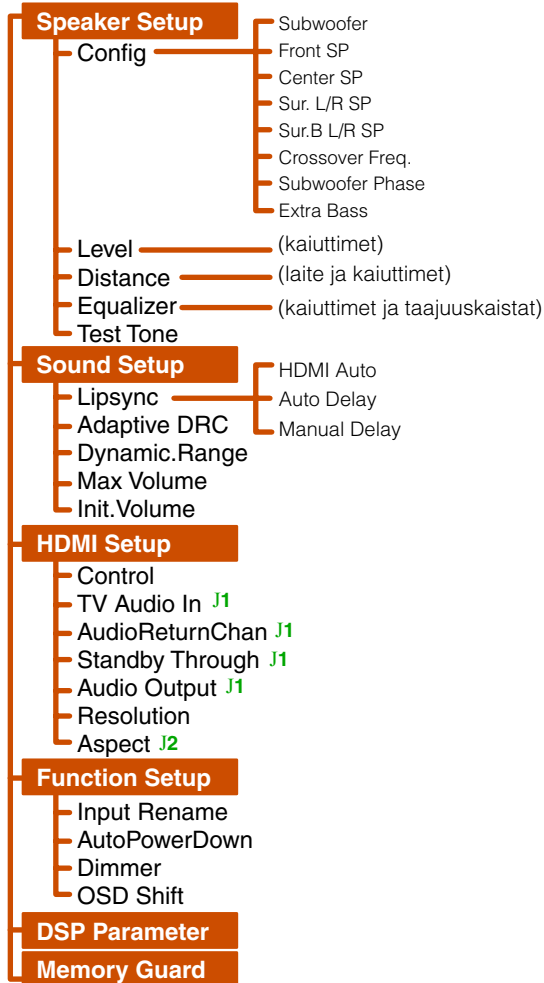 Speaker Setup
Config
Subwoofer
Front SP
Center SP
Sur. L/R SP
Sur.B L/R SP
Crossover Freq.
Subwoofer Phase
Extra Bass
Level
(kaiuttimet)
Distance
(laite ja kaiuttimet)
Equalizer
(kaiuttimet ja taajuuskaistat)
Test Tone
Sound Setup
Lipsync
HDMI Auto
Auto Delay
Manual Delay
Adaptive DRC
Dynamic.Range
Max Volume
Init.Volume
HDMI Setup
Control
TV Audio In J1
AudioReturnChan J1
Standby Through J1
Audio Output J1
Resolution
Aspect J2
Function Setup
Input Rename
AutoPowerDown
Dimmer
OSD Shift
DSP Parameter
Memory Guard